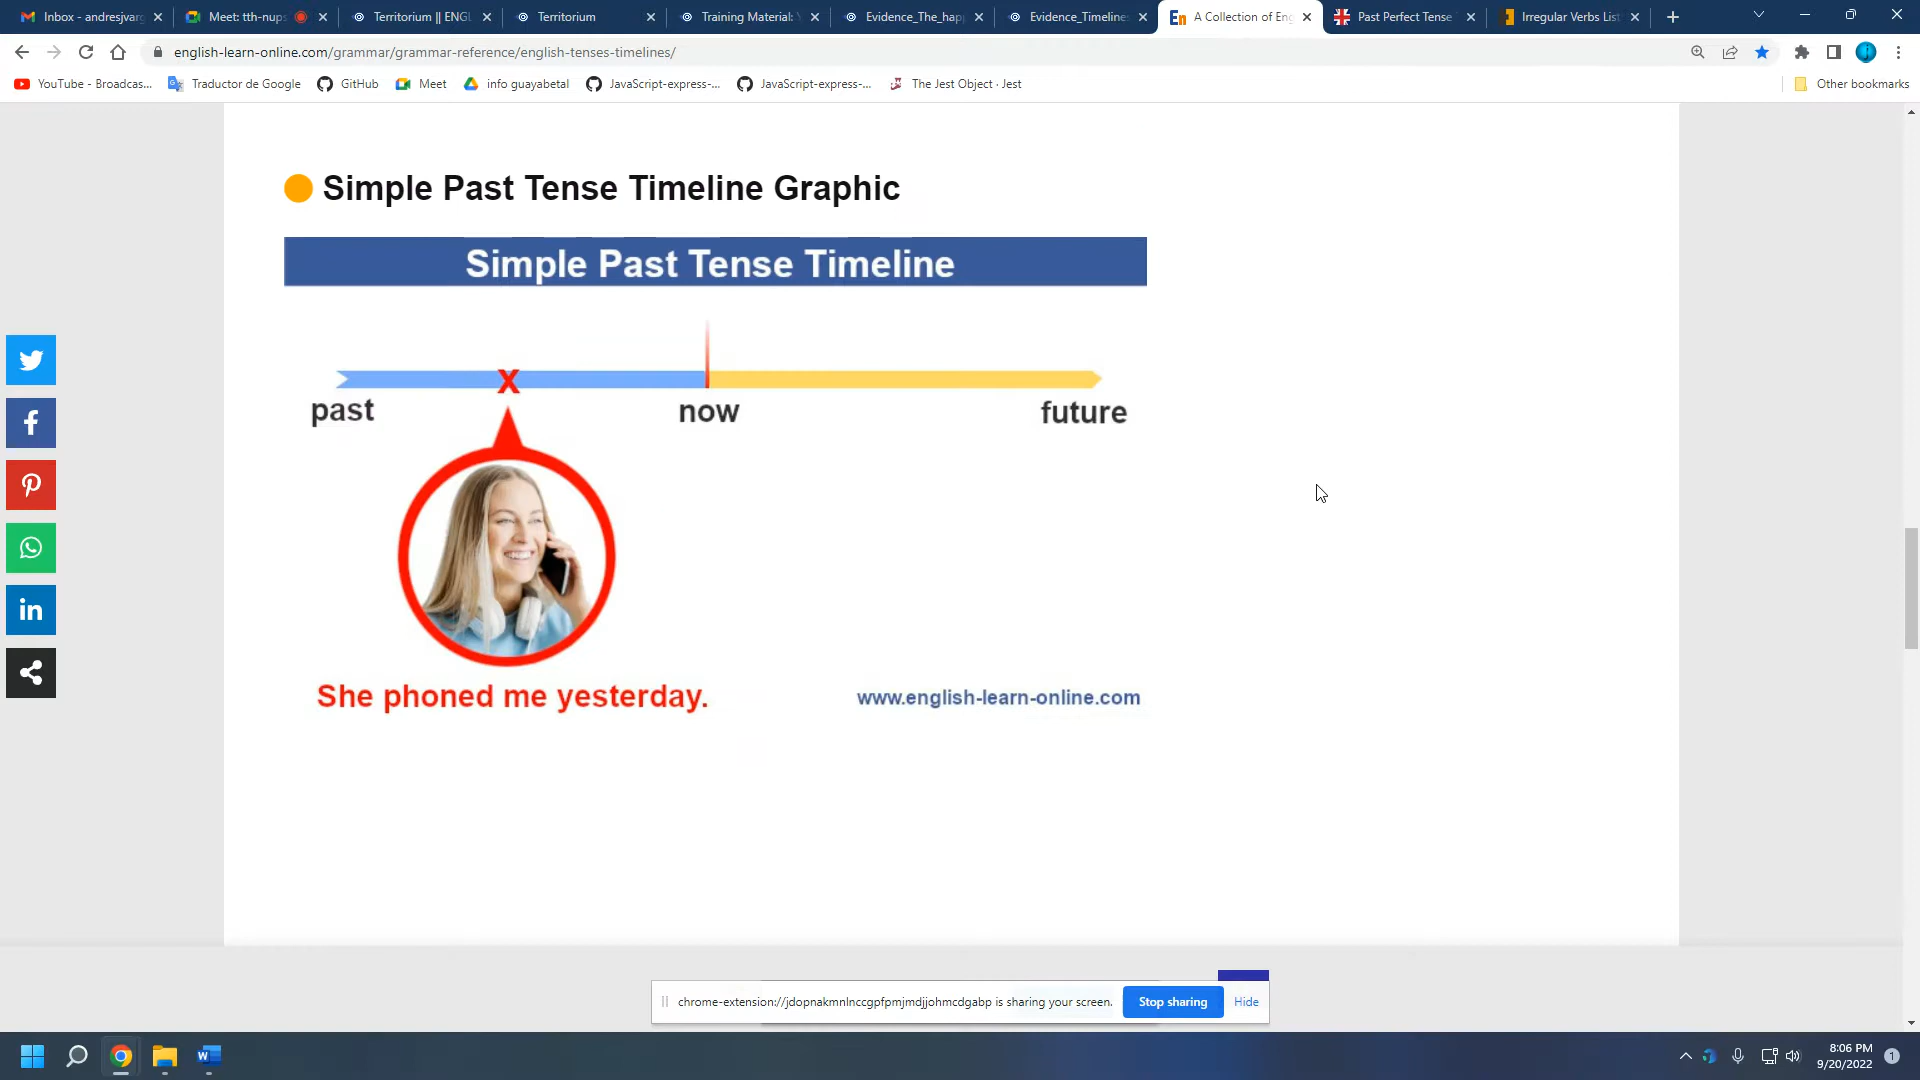 Inbox - andresjvarg
Meet: tth-nups
Territorium || ENGL
Territorium
Training Material:
Evidence_The_hap
Evidence_Timeline
A Collection of Eng
Past Perfect Tense
Irregular Verbs List
english-learn-online.com/grammar/grammar-reference/english-tenses-timelines/
YouTube - Broadcas...
Traductor de Google
GitHub
Meet
info guayabetal
JavaScript-express-...
JavaScript-express-...
The Jest Object · Jest
Other bookmarks
Simple Past Tense Timeline Graphic
Simple Past Tense Timeline
x
past
now
future
She phoned me yesterday.
www.english-learn-online.com
chrome-extension://jdopnakmnlnccgpfpmjmdjjohmcdgabp is sharing your screen.
Stop sharing
Hide
8:06 PM
9/20/2022
1